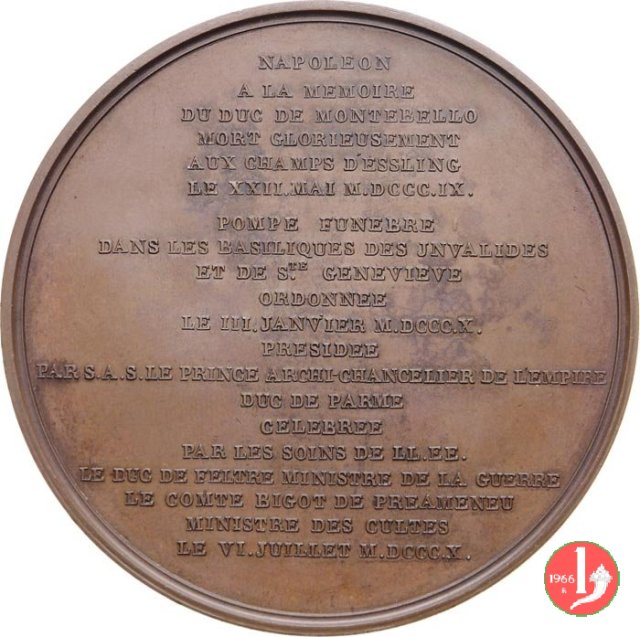 NAPOLEON
A LA MEMOIRE
DU DUC DE MONTEBELLO
MORT GLORIEUSEMENT
AUX CHAMPS D'ESSLING
LE XXII.MAI M.DCCC.IX.
POMPE FUNEBRE
DANS LES BASILIQUES DES JNVALIDES
ET DE S.TE GENEVIEVE
ORDONNEE
LE III.JANVIER M.DCCC.X.
PRESIDEE
PAR S.A.S.LE PRINCE ARCHI-CHANCELIER DE L'EMPIRE
DUC DE PARME
CELEBREE
PAR LES SOINS DE LL.EE.
LE DUC DE FELTRE MINISTRE DE LA GUERRE
LE COMTE BIGOT DE PREAMENEU
MINISTRE DES CULTES
LE VI.JUILLET M.DCCC.X.
1966
R